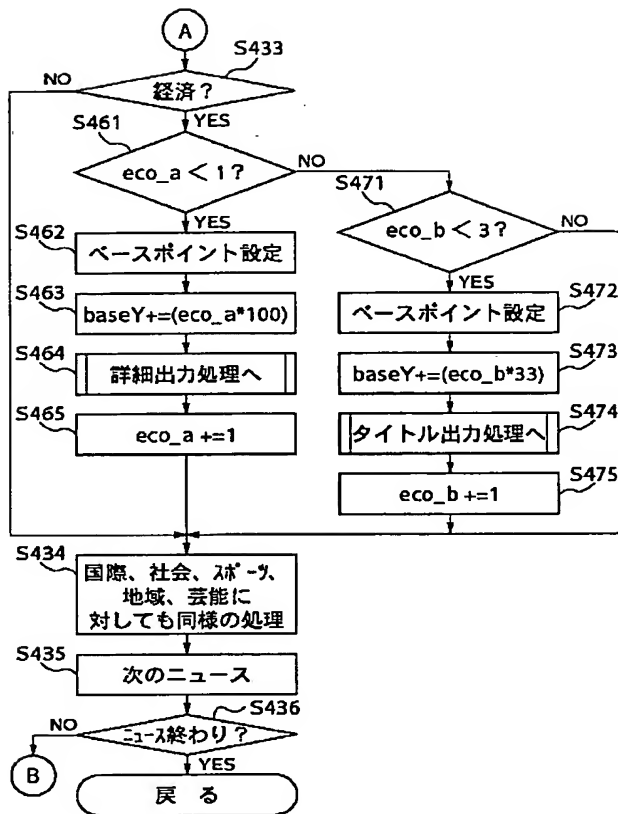 A
S433
NO
経済？
YES
S461
eco_a < 1？
NO
YES
S471
eco_b < 3？
NO
YES
S462
ベースポイント設定
S472
ベースポイント設定
S463
baseY+=(eco_a*100)
S473
baseY+=(eco_b*33)
S464
詳細出力処理へ
S474
タイトル出力処理へ
S465
eco_a +=1
S475
eco_b +=1
S434
国際、社会、ｽﾎﾟｰﾂ、
地域、芸能に
対しても同様の処理
S435
次のニュース
S436
NO
ﾆｭｰｽ終わり？
YES
B
戻る